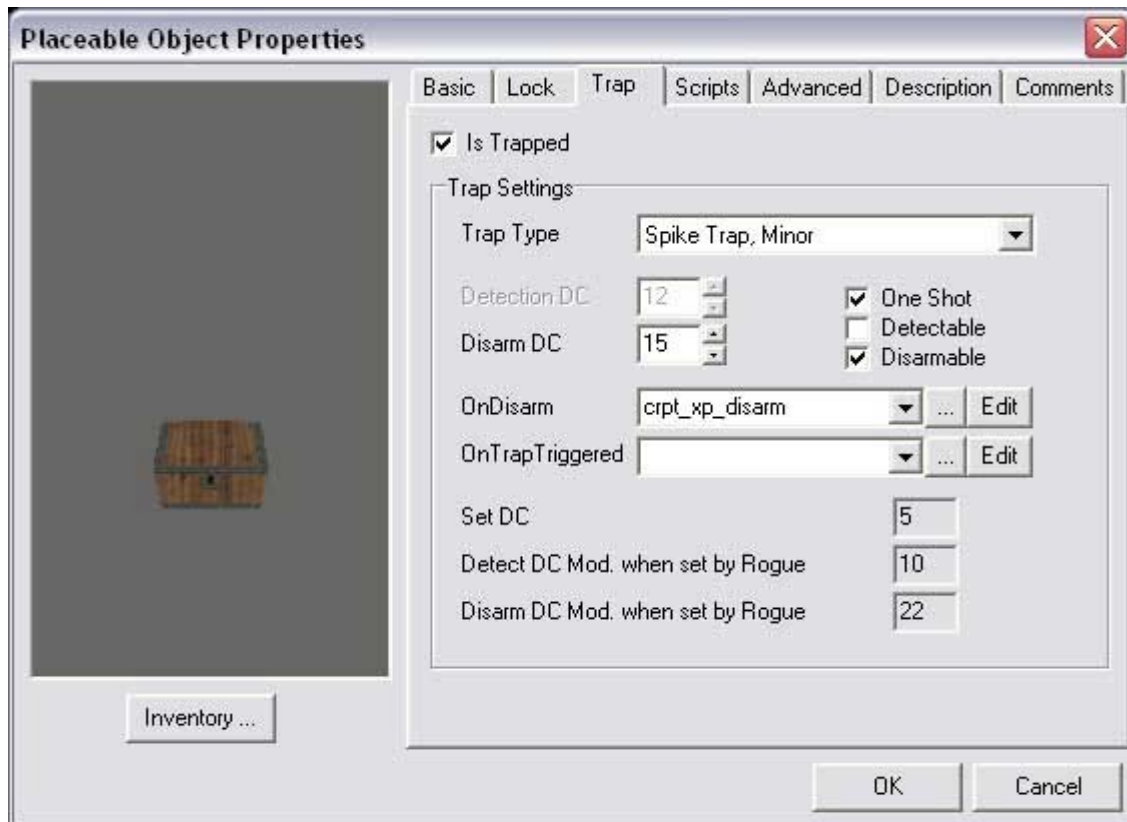 Placeable Object Properties
Basic Lock Trap Scripts Advanced Description Comments
Is Trapped
Trap Settings
Trap Type Spike Trap, Minor
Detection DC 12 One Shot
Detectable
Disarm DC 15 Disarmable
OnDisarm crpt_xp_disarm ... Edit
OnTrapTriggered ... Edit
Set DC 5
Detect DC Mod. when set by Rogue 10
Disarm DC Mod. when set by Rogue 22
Inventory ...
OK Cancel